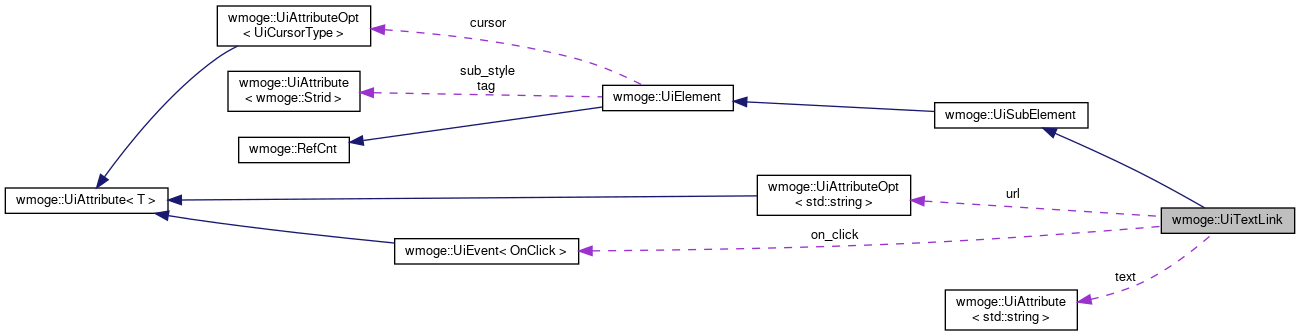 wmoge::UiAttributeOpt
< UiCursorType >
cursor
wmoge::UiAttribute
< wmoge::Strid >
sub_style
tag
wmoge::UiElement
wmoge::UiSubElement
wmoge::RefCnt
wmoge::UiAttribute< T >
wmoge::UiAttributeOpt
< std::string >
url
wmoge::UiTextLink
wmoge::UiEvent< OnClick >
on_click
text
wmoge::UiAttribute
< std::string >